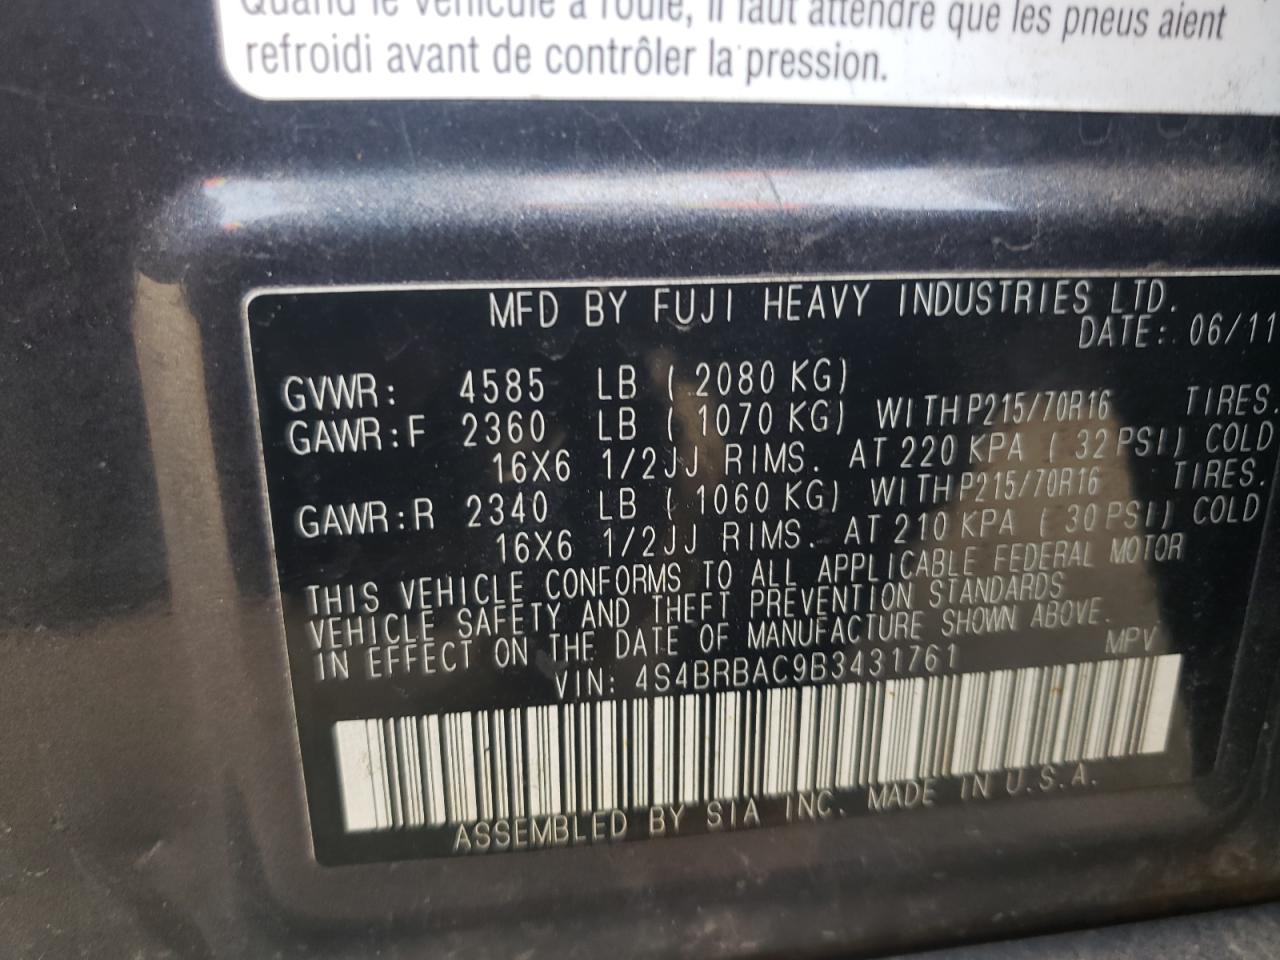 Quand le véhicule a roulé, il faut attendre que les pneus aient
refroidi avant de contrôler la pression.
MFD BY FUJI HEAVY INDUSTRIES LTD.
DATE: 06/11
GVWR: 4585 LB ( 2080 KG)
GAWR:F 2360 LB ( 1070 KG) WITH P215/70R16 TIRES.
16X6 1/2JJ RIMS. AT 220 KPA ( 32 PSI) COLD
GAWR:R 2340 LB ( 1060 KG) WITH P215/70R16 TIRES.
16X6 1/2JJ RIMS. AT 210 KPA ( 30 PSI) COLD
THIS VEHICLE CONFORMS TO ALL APPLICABLE FEDERAL MOTOR
VEHICLE SAFETY AND THEFT PREVENTION STANDARDS
IN EFFECT ON THE DATE OF MANUFACTURE SHOWN ABOVE.
VIN: 4S4BRBAC9B3431761 MPV
ASSEMBLED BY SIA INC. MADE IN U.S.A.